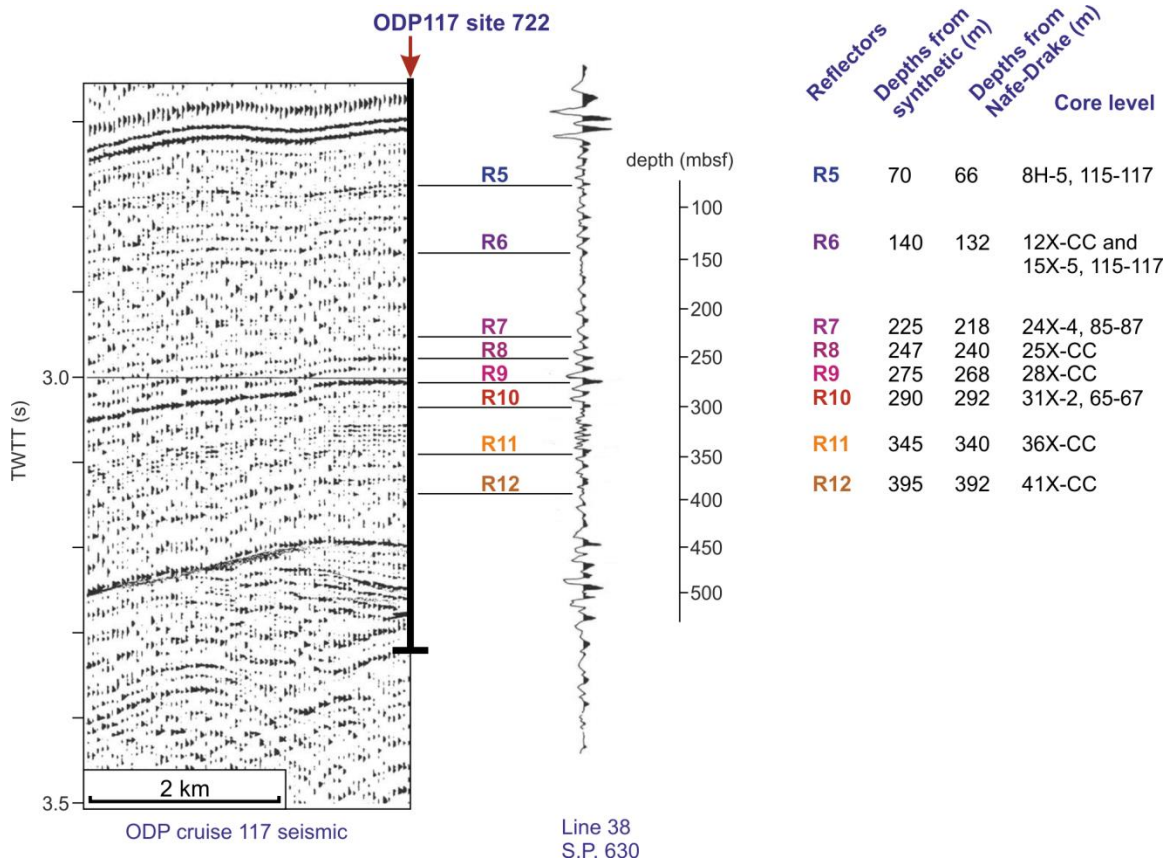 ODP117 site 722
Reflectors
Depths from
synthetic (m)
Depths from
Nafe-Drake (m)
Core level
depth (mbsf)
R5
R6
R7
R8
R9
R10
R11
R12
100
150
200
250
300
350
400
450
500
R5 70 66 8H-5, 115-117
R6 140 132 12X-CC and
15X-5, 115-117
R7 225 218 24X-4, 85-87
R8 247 240 25X-CC
R9 275 268 28X-CC
R10 290 292 31X-2, 65-67
R11 345 340 36X-CC
R12 395 392 41X-CC
TWTT (s)
3.0
3.5
2 km
ODP cruise 117 seismic
Line 38
S.P. 630